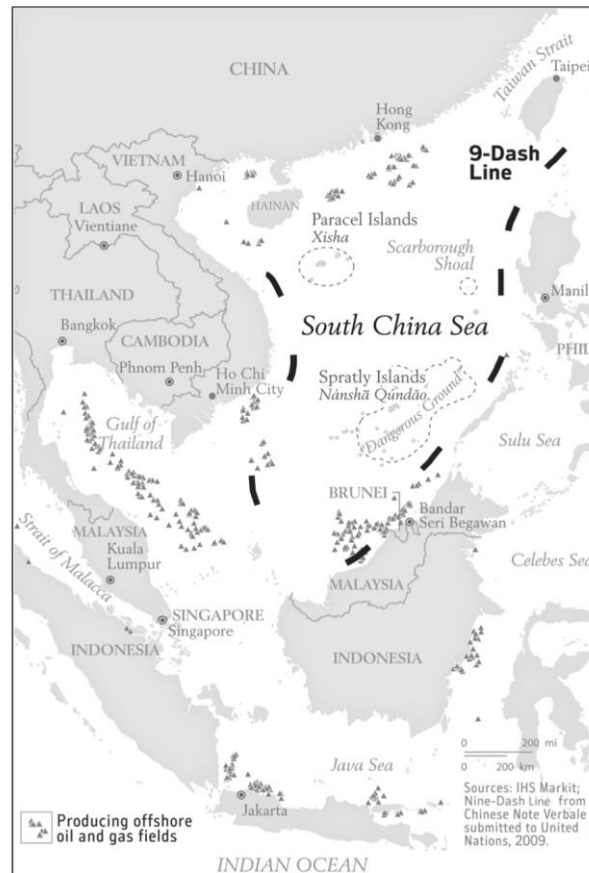 CHINA
Taiwan Strait
Taipei
Hong
Kong
9-Dash
Line
VIETNAM
Hanoi
HAINAN
LAOS
Vientiane
Paracel Islands
Xisha
Scarborough
Shoal
THAILAND
Manil
Bangkok
CAMBODIA
South China Sea
PHIL
Phnom Penh
Ho Chi
Minh City
Spratly Islands
Nánshā Qúndǎo
"Dangerous Ground"
Gulf of
Thailand
Sulu Sea
BRUNEI
Bandar
Seri Begawan
MALAYSIA
Kuala
Lumpur
Strait of Malacca
Celebes Sea
MALAYSIA
SINGAPORE
Singapore
INDONESIA
INDONESIA
0 200 mi
0 200 km
Java Sea
Sources: IHS Markit;
Nine-Dash Line from
Chinese Note Verbale
submitted to United
Nations, 2009.
Jakarta
Producing offshore
oil and gas fields
INDIAN OCEAN